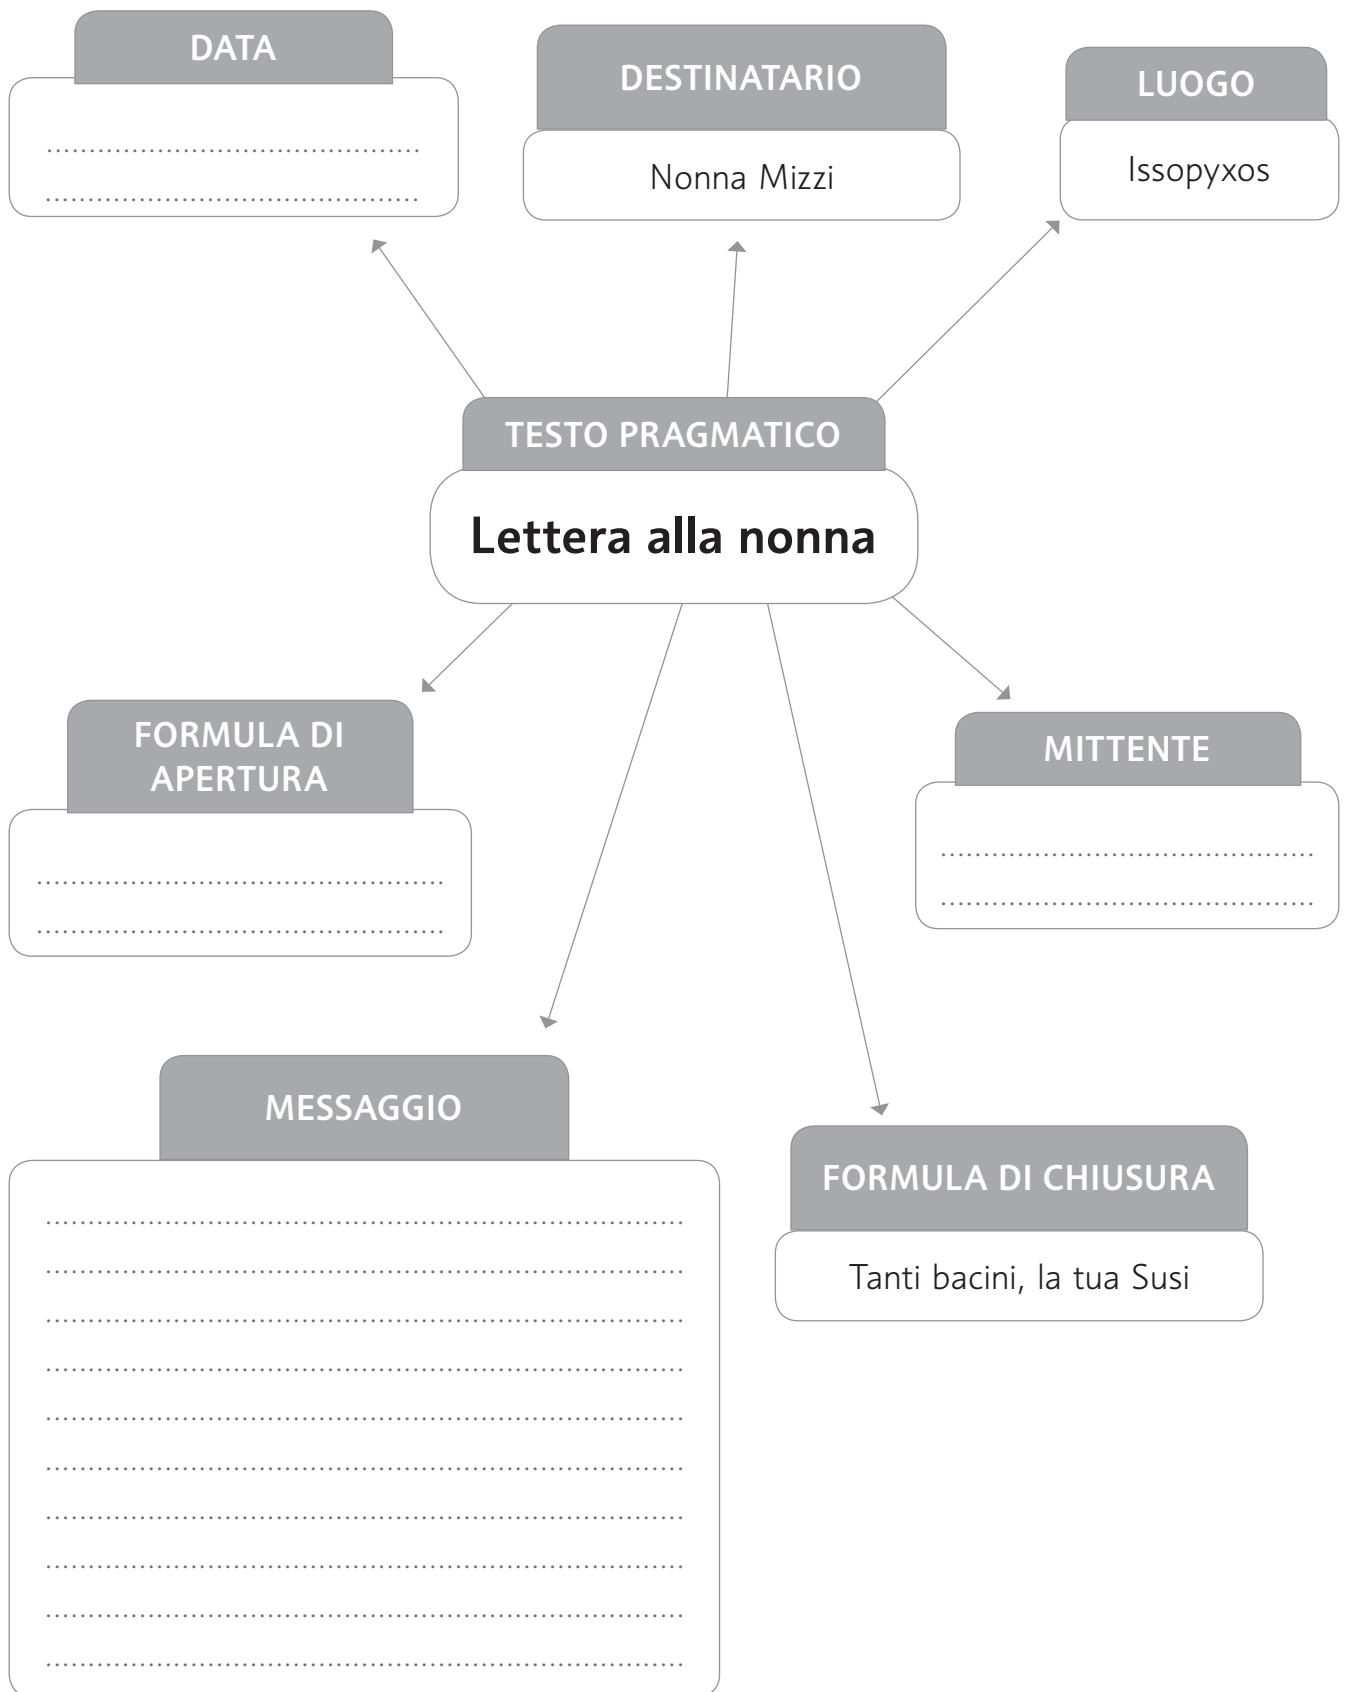 DATA
DESTINATARIO
Nonna Mizzi
LUOGO
Issopyxos
TESTO PRAGMATICO
Lettera alla nonna
FORMULA DI
APERTURA
MITTENTE
MESSAGGIO
FORMULA DI CHIUSURA
Tanti bacini, la tua Susi